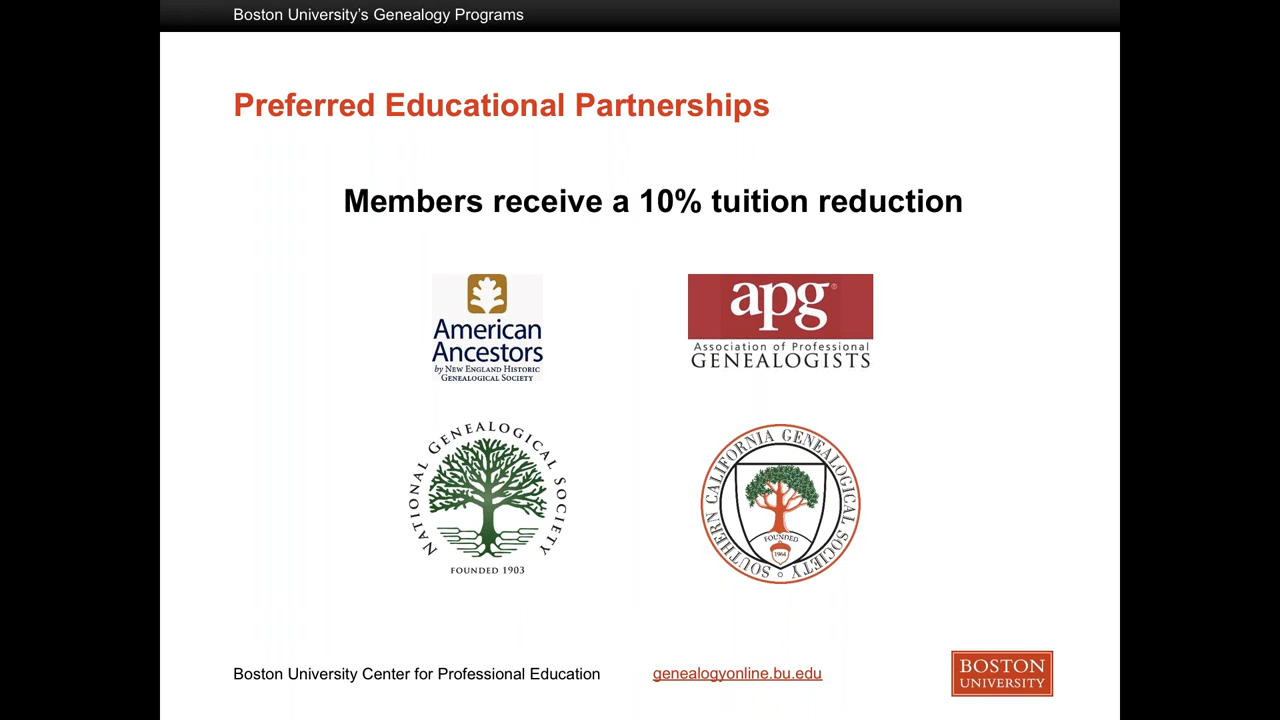 Boston University’s Genealogy Programs
Preferred Educational Partnerships
Members receive a 10% tuition reduction
American
Ancestors
by NEW ENGLAND HISTORIC
GENEALOGICAL SOCIETY
apg®
Association of Professional
GENEALOGISTS
NATIONAL GENEALOGICAL SOCIETY
FOUNDED 1903
SOUTHERN CALIFORNIA GENEALOGICAL SOCIETY
FOUNDED
1964
Boston University Center for Professional Education
genealogyonline.bu.edu
BOSTON
UNIVERSITY